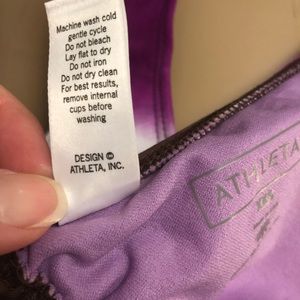 Machine wash cold
gentle cycle
Do not bleach
Lay flat to dry
Do not iron
Do not dry clean
For best results,
remove internal
cups before
washing
DESIGN ©
ATHLETA, INC.
ATHLETA